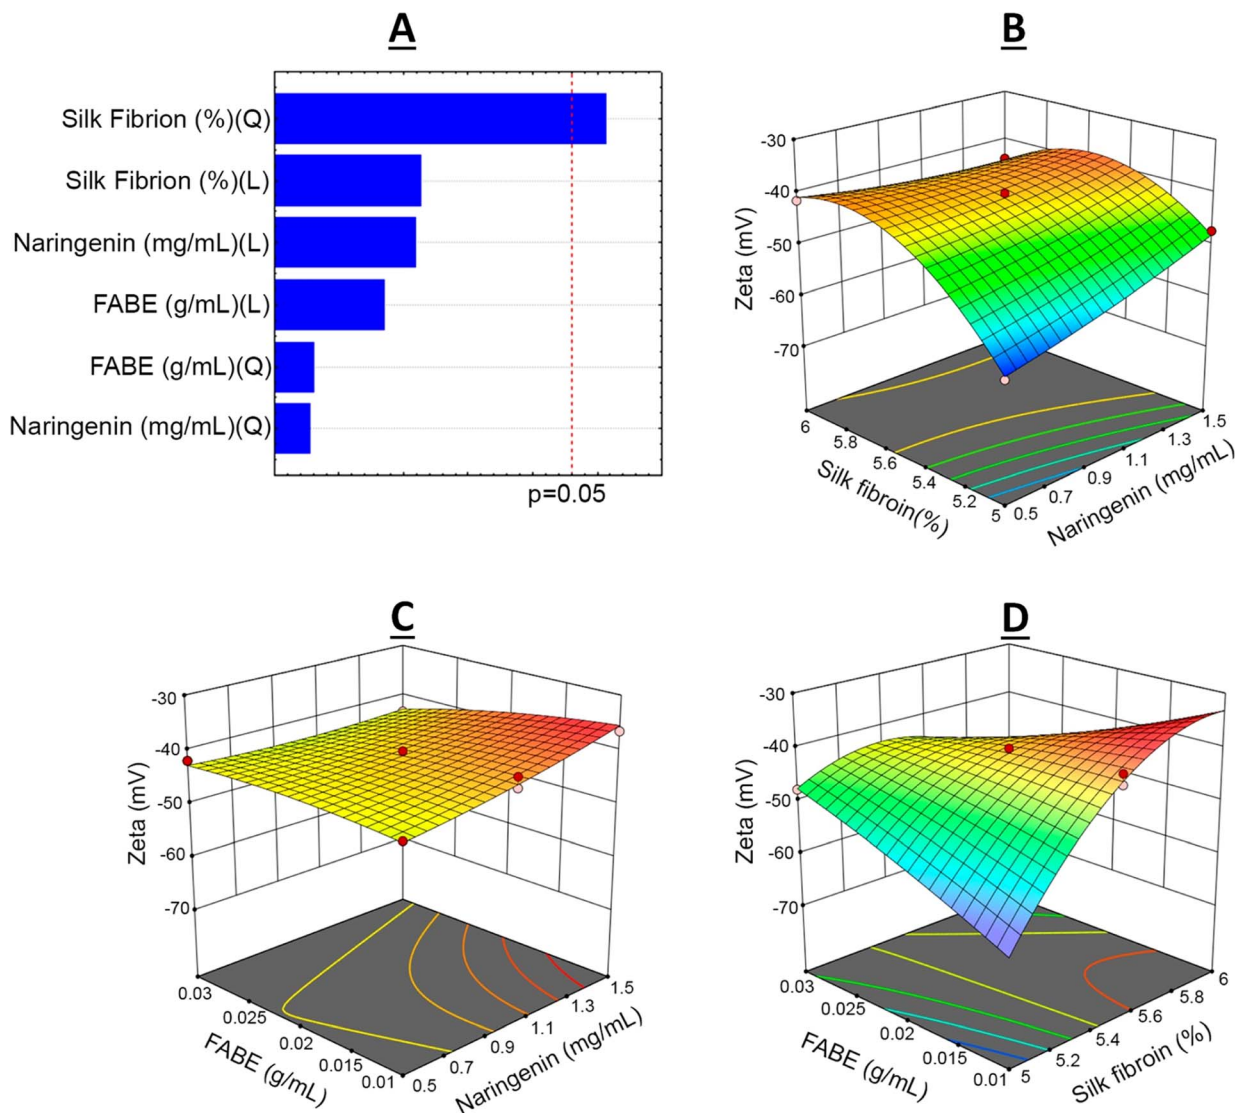 A
Silk Fibrion (%)(Q)
Silk Fibrion (%)(L)
Naringenin (mg/mL)(L)
FABE (g/mL)(L)
FABE (g/mL)(Q)
Naringenin (mg/mL)(Q)
p=0.05
B
-30
-40
-50
-60
-70
Zeta (mV)
6
5.8
5.6
5.4
5.2
5
Silk fibroin(%)
0.5
0.7
0.9
1.1
1.3
1.5
Naringenin (mg/mL)
C
-30
-40
-50
-60
-70
Zeta (mV)
0.03
0.025
0.02
0.015
0.01
FABE (g/mL)
0.5
0.7
0.9
1.1
1.3
1.5
Naringenin (mg/mL)
D
-30
-40
-50
-60
-70
Zeta (mV)
0.03
0.025
0.02
0.015
0.01
FABE (g/mL)
5
5.2
5.4
5.6
5.8
6
Silk fibroin (%)